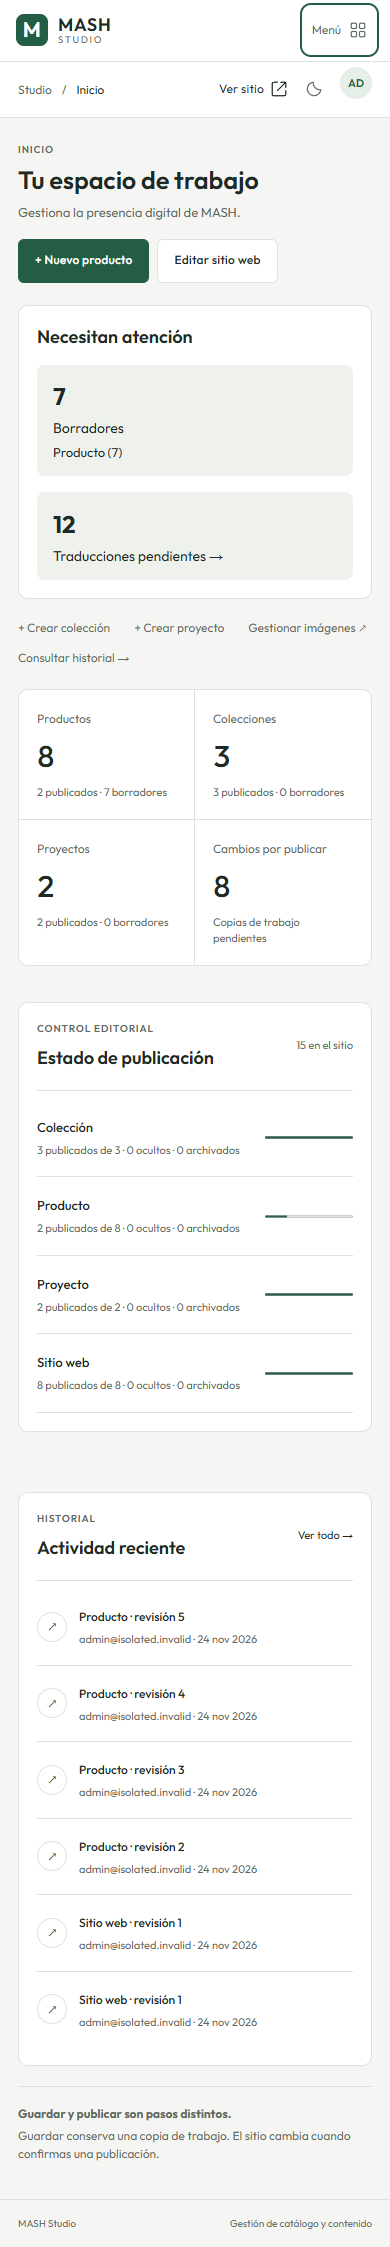 M MASH
STUDIO
Menú
Studio / Inicio
Ver sitio
AD
INICIO
Tu espacio de trabajo
Gestiona la presencia digital de MASH.
+ Nuevo producto
Editar sitio web
Necesitan atención
7
Borradores
Producto (7)
12
Traducciones pendientes →
+ Crear colección
+ Crear proyecto
Gestionar imágenes ↗
Consultar historial →
Productos
8
2 publicados · 7 borradores
Colecciones
3
3 publicados · 0 borradores
Proyectos
2
2 publicados · 0 borradores
Cambios por publicar
8
Copias de trabajo
pendientes
CONTROL EDITORIAL
Estado de publicación
15 en el sitio
Colección
3 publicados de 3 · 0 ocultos · 0 archivados
Producto
2 publicados de 8 · 0 ocultos · 0 archivados
Proyecto
2 publicados de 2 · 0 ocultos · 0 archivados
Sitio web
8 publicados de 8 · 0 ocultos · 0 archivados
HISTORIAL
Actividad reciente
Ver todo →
↗ Producto · revisión 5
admin@isolated.invalid · 24 nov 2026
↗ Producto · revisión 4
admin@isolated.invalid · 24 nov 2026
↗ Producto · revisión 3
admin@isolated.invalid · 24 nov 2026
↗ Producto · revisión 2
admin@isolated.invalid · 24 nov 2026
↗ Sitio web · revisión 1
admin@isolated.invalid · 24 nov 2026
↗ Sitio web · revisión 1
admin@isolated.invalid · 24 nov 2026
Guardar y publicar son pasos distintos.
Guardar conserva una copia de trabajo. El sitio cambia cuando
confirmas una publicación.
MASH Studio
Gestión de catálogo y contenido